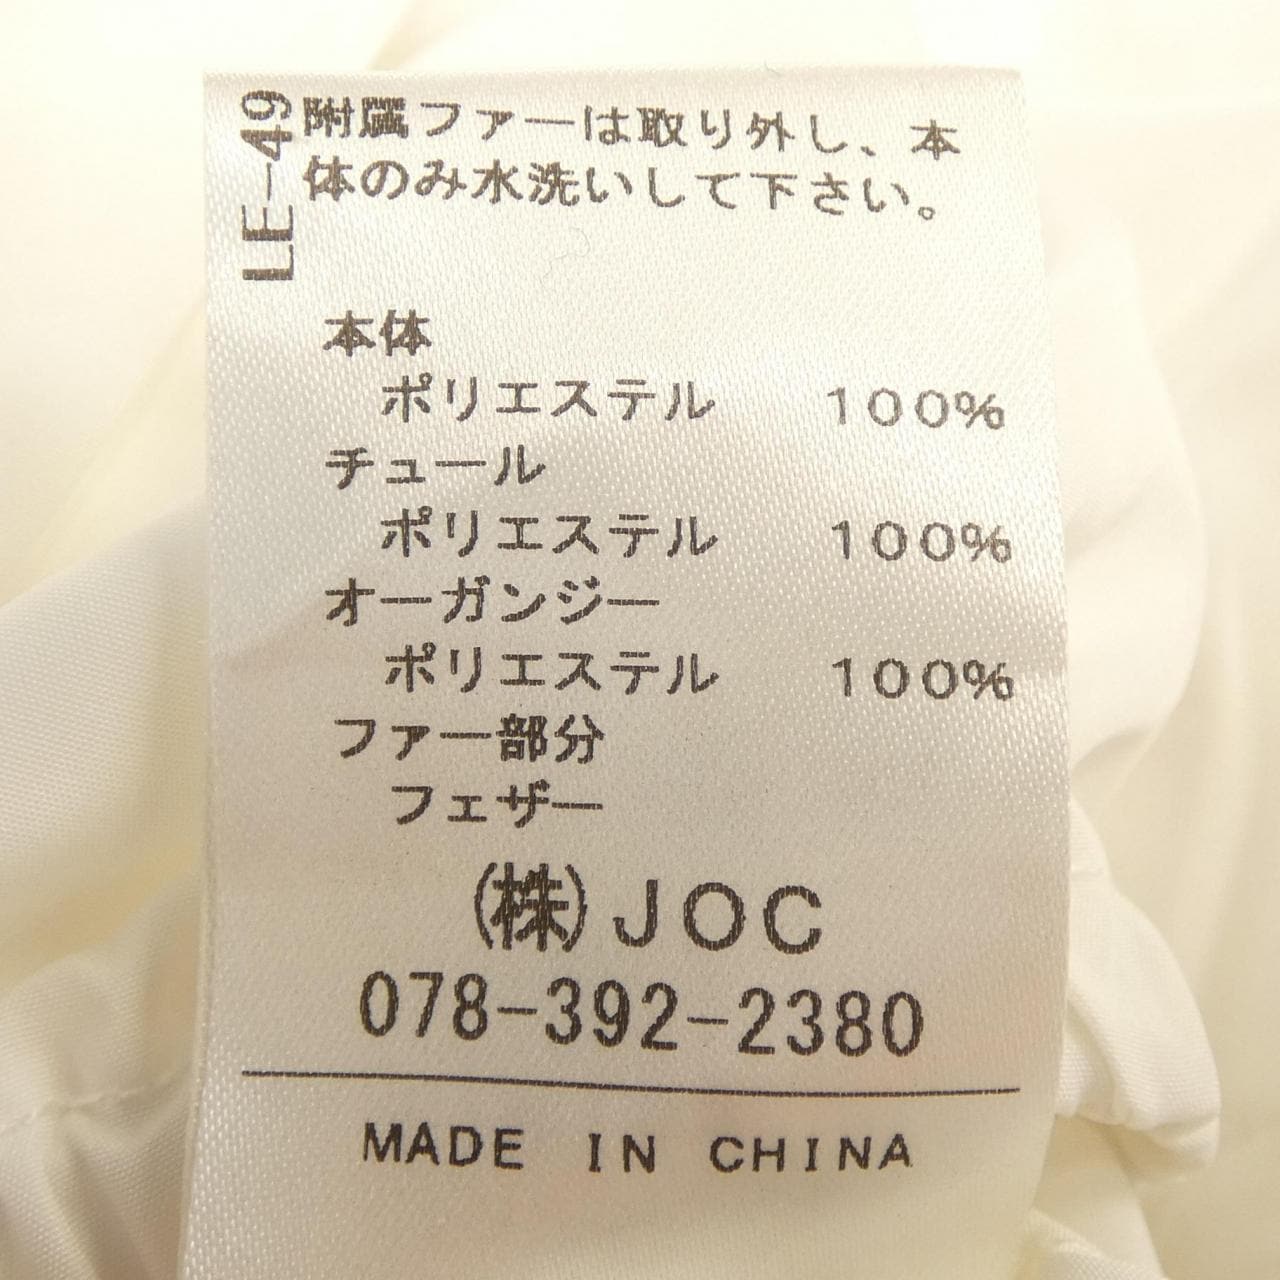 LE-49
附属ファーは取り外し、本
体のみ水洗いして下さい。
本体
ポリエステル 100%
チュール
ポリエステル 100%
オーガンジー
ポリエステル 100%
ファー部分
フェザー
(株)JOC
078-392-2380
MADE IN CHINA